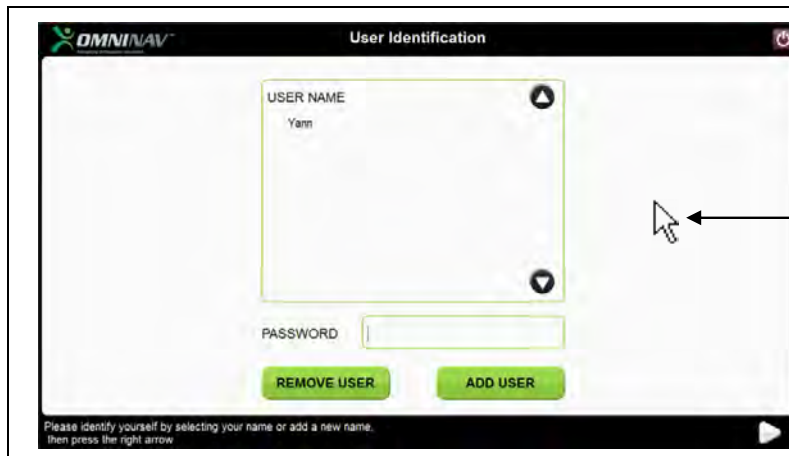 OMNINAV
User Identification
USER NAME
Yann
PASSWORD
REMOVE USER
ADD USER
Please identify yourself by selecting your name or add a new name,
then press the right arrow